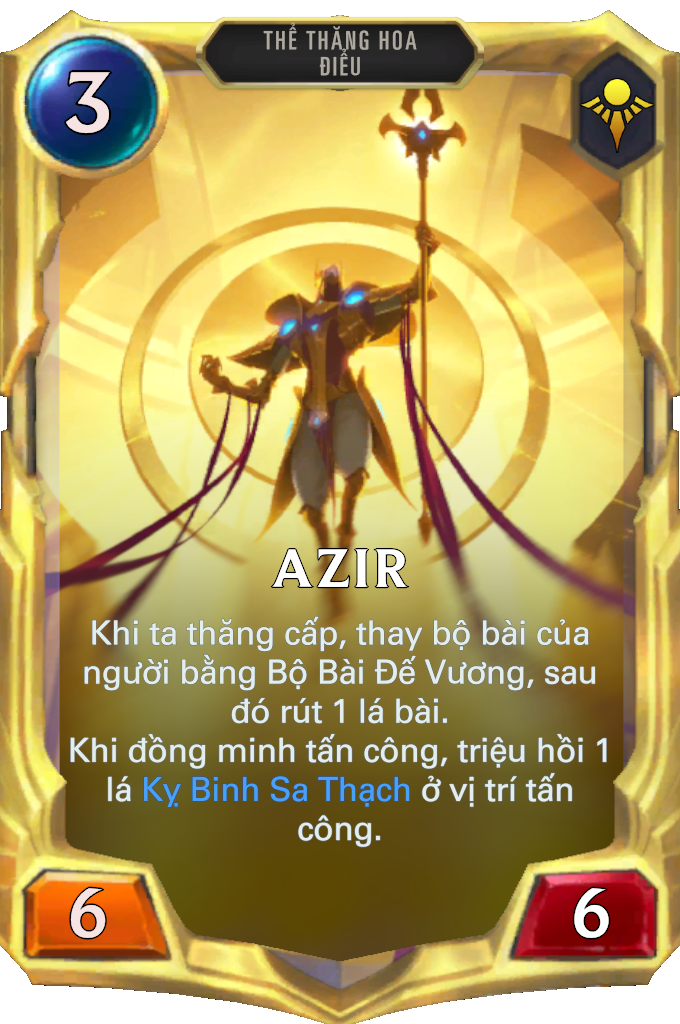 THỂ THĂNG HOA
ĐIỂU
3
AZIR
Khi ta thăng cấp, thay bộ bài của
người bằng Bộ Bài Đế Vương, sau
đó rút 1 lá bài.
Khi đồng minh tấn công, triệu hồi 1
lá Kỵ Binh Sa Thạch ở vị trí tấn
công.
6
6